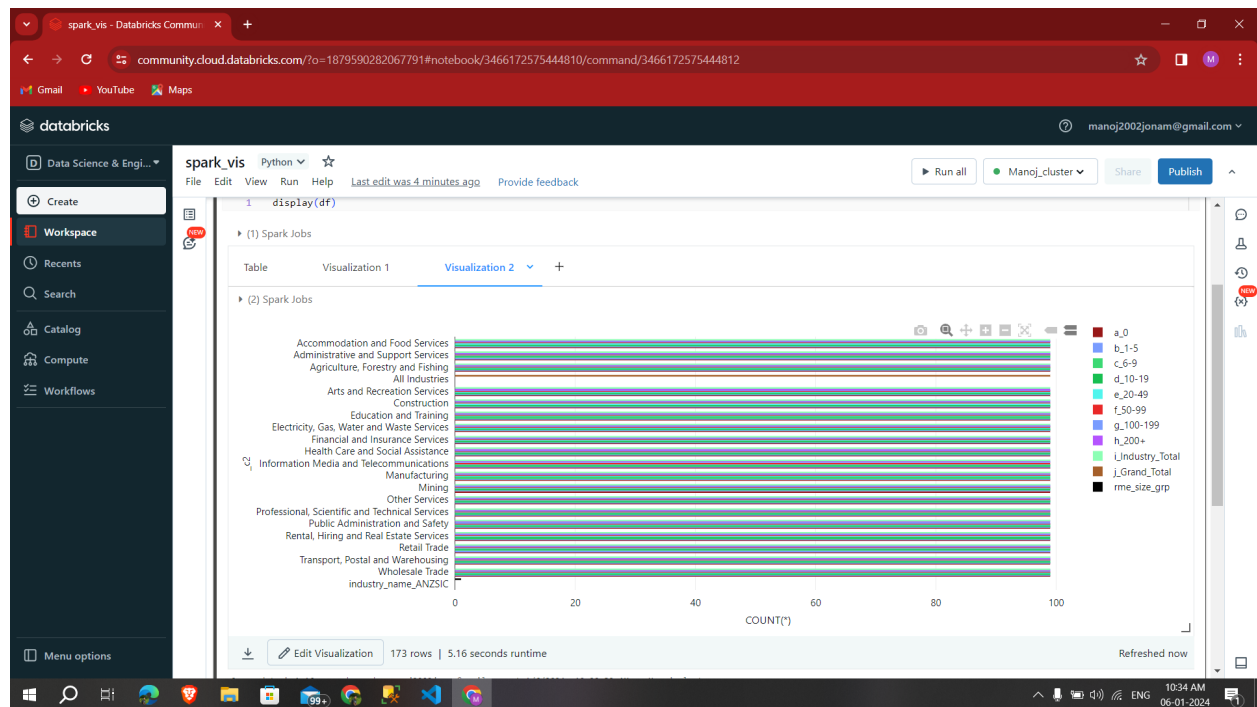 spark_vis - Databricks Commun
community.cloud.databricks.com/?o=1879590282067791#notebook/3466172575444810/command/3466172575444812
M
Gmail YouTube Maps
databricks
manoj2002jonam@gmail.com
D Data Science & Engi...
Create
Workspace
Recents
Search
Catalog
Compute
Workflows
Menu options
spark_vis Python
File Edit View Run Help Last edit was 4 minutes ago Provide feedback
Run all Manoj_cluster Share Publish
NEW
1 display(df)
(1) Spark Jobs
Table Visualization 1 Visualization 2 +
(2) Spark Jobs
_c2
Accommodation and Food Services
Administrative and Support Services
Agriculture, Forestry and Fishing
All Industries
Arts and Recreation Services
Construction
Education and Training
Electricity, Gas, Water and Waste Services
Financial and Insurance Services
Health Care and Social Assistance
Information Media and Telecommunications
Manufacturing
Mining
Other Services
Professional, Scientific and Technical Services
Public Administration and Safety
Rental, Hiring and Real Estate Services
Retail Trade
Transport, Postal and Warehousing
Wholesale Trade
industry_name_ANZSIC
0 20 40 60 80 100
COUNT(*)
a_0
b_1-5
c_6-9
d_10-19
e_20-49
f_50-99
g_100-199
h_200+
i_Industry_Total
j_Grand_Total
rme_size_grp
NEW
{x}
Edit Visualization 173 rows | 5.16 seconds runtime
Refreshed now
99+
M
ENG
10:34 AM
06-01-2024
1